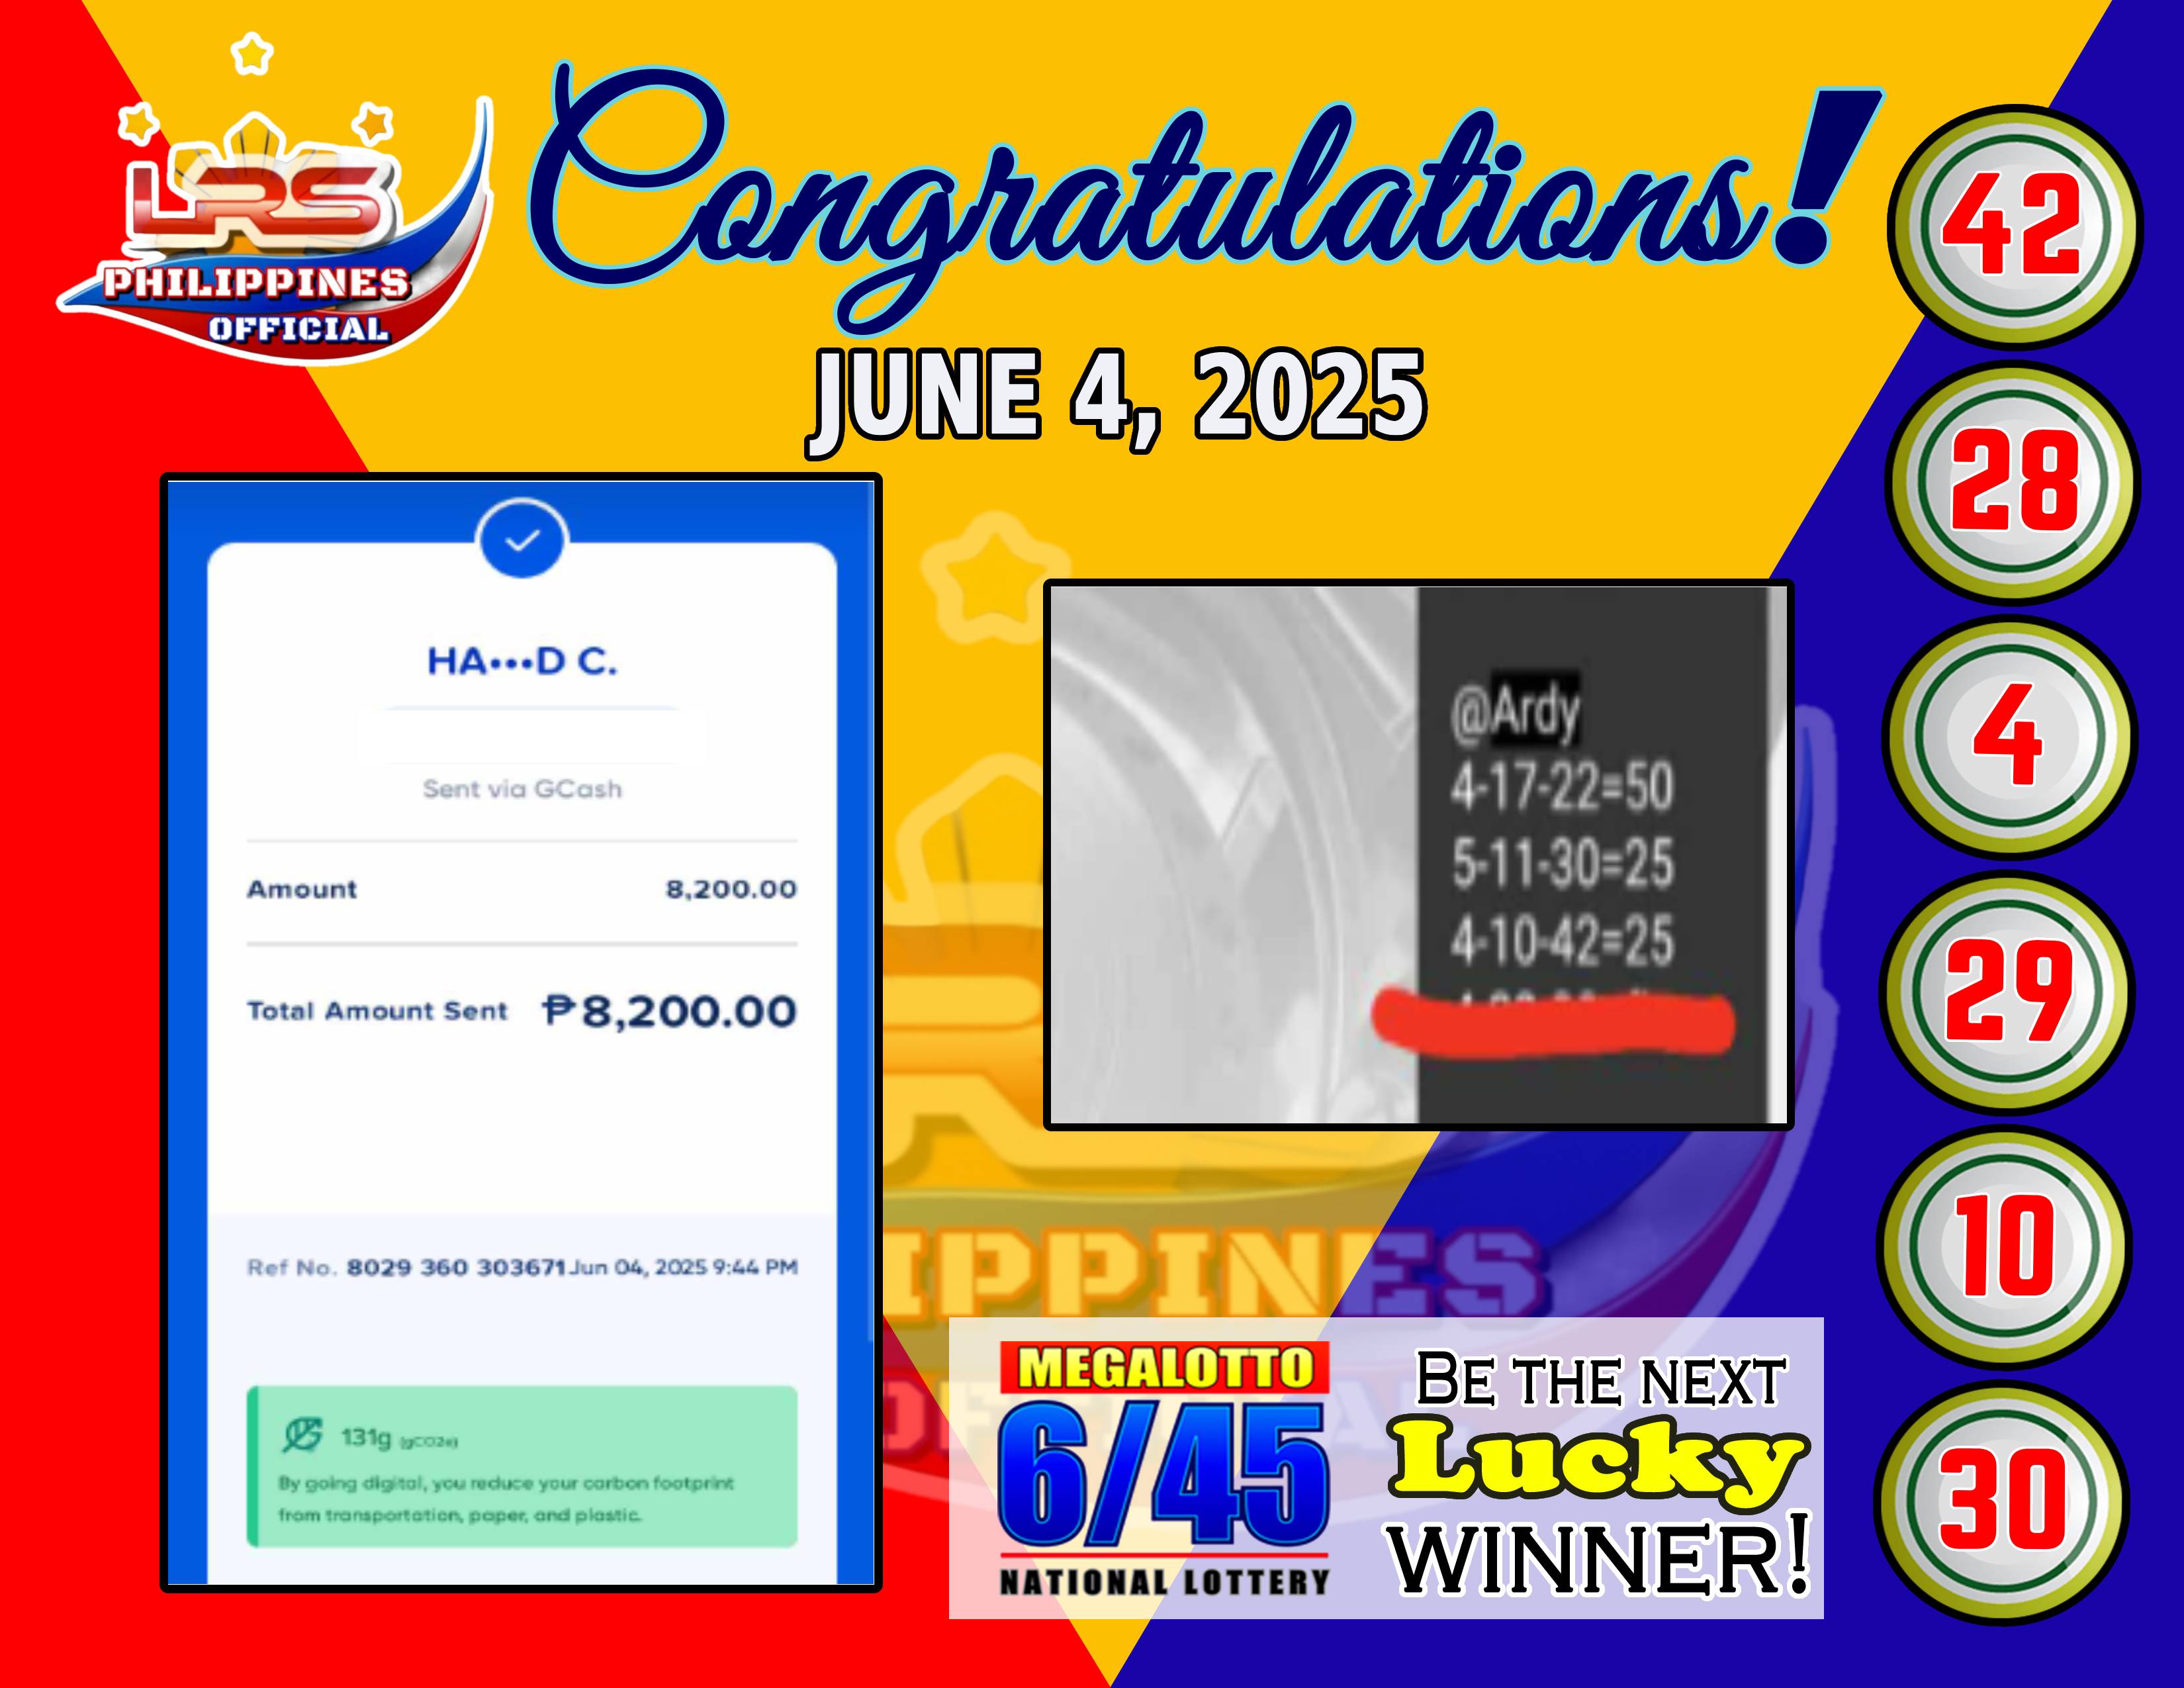 LRS
PHILIPPINES
OFFICIAL
Congratulations!
JUNE 4, 2025
HA•••D C.
Sent via GCash
Amount 8,200.00
Total Amount Sent ₱8,200.00
Ref No. 8029 360 303671 Jun 04, 2025 9:44 PM
131g (gCO2e)
By going digital, you reduce your carbon footprint
from transportation, paper, and plastic.
@Ardy
4-17-22=50
5-11-30=25
4-10-42=25
IPPINES
MEGALOTTO
6/45
NATIONAL LOTTERY
BE THE NEXT
Lucky
WINNER!
42
28
4
29
10
30